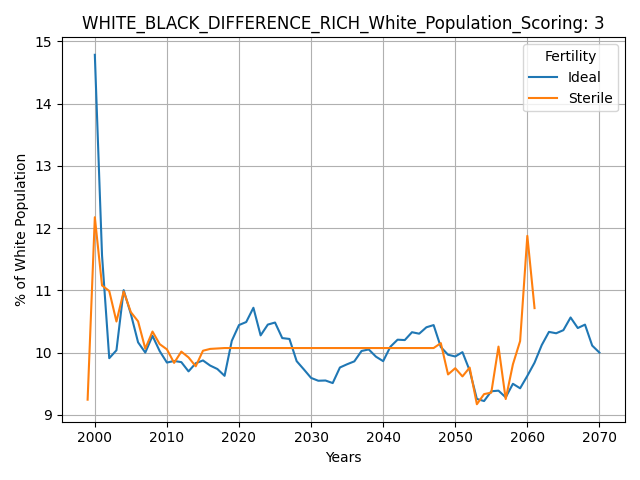 WHITE_BLACK_DIFFERENCE_RICH_White_Population_Scoring: 3
15
14
13
12
11
10
9
% of White Population
Fertility
Ideal
Sterile
2000 2010 2020 2030 2040 2050 2060 2070
Years